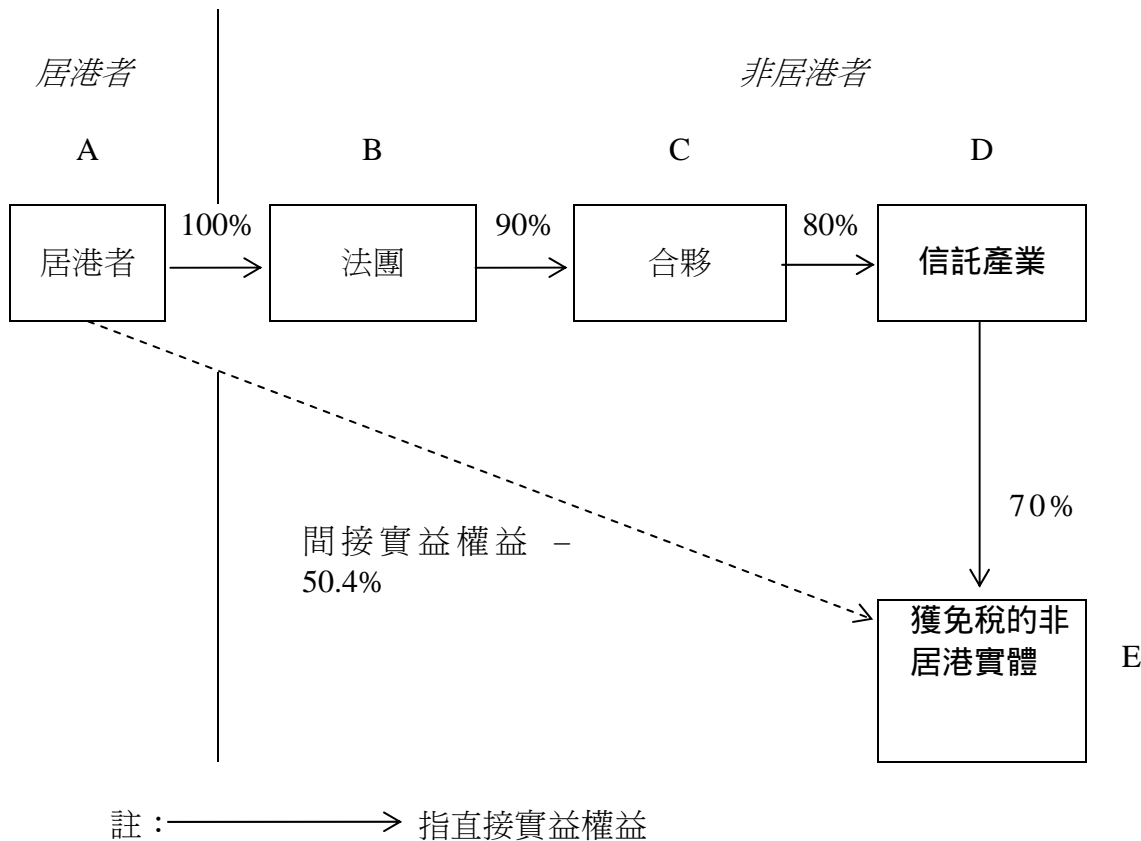 居港者
非居港者
A
B
C
D
居港者
100%
法團
90%
合夥
80%
信託產業
70%
間接實益權益 –
50.4%
獲免稅的非
居港實體
E
註：
指直接實益權益